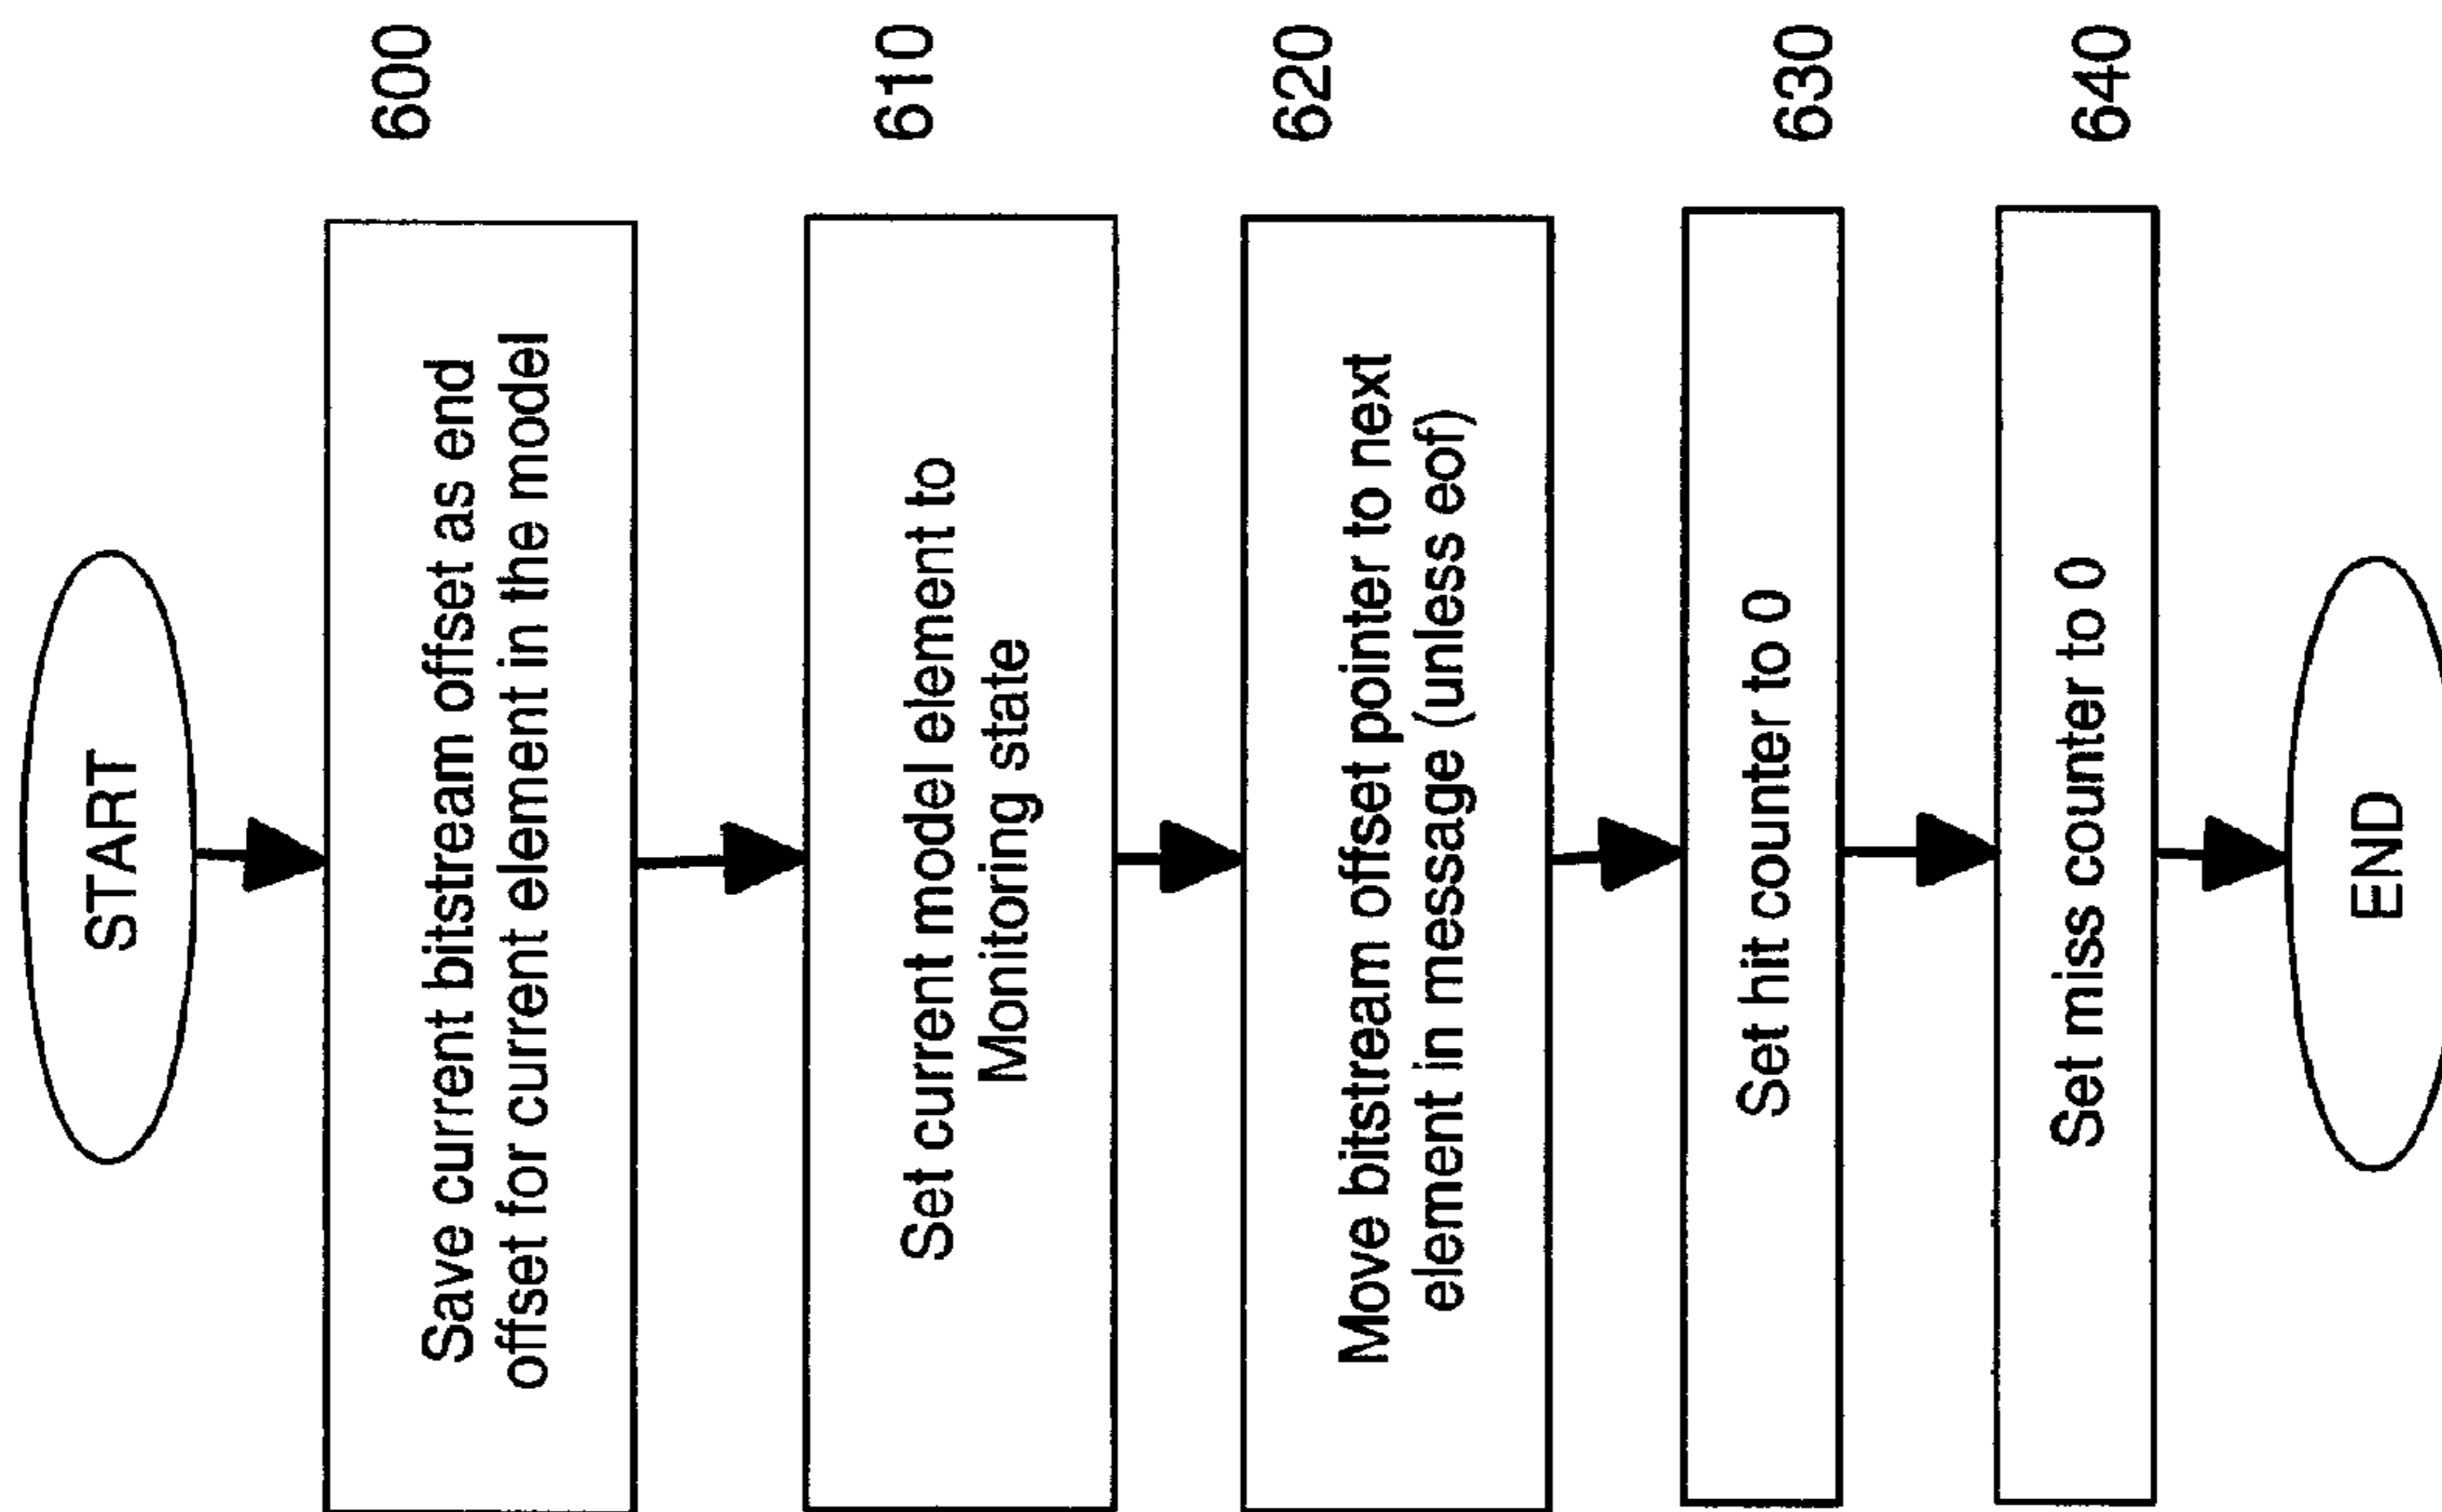 START
Save current bitstream offset as end
offset for current element in the model
600
Set current model element to
Monitoring state
610
Move bitstream offset pointer to next
element in message (unless eof)
620
Set hit counter to 0
630
Set miss counter to 0
640
END